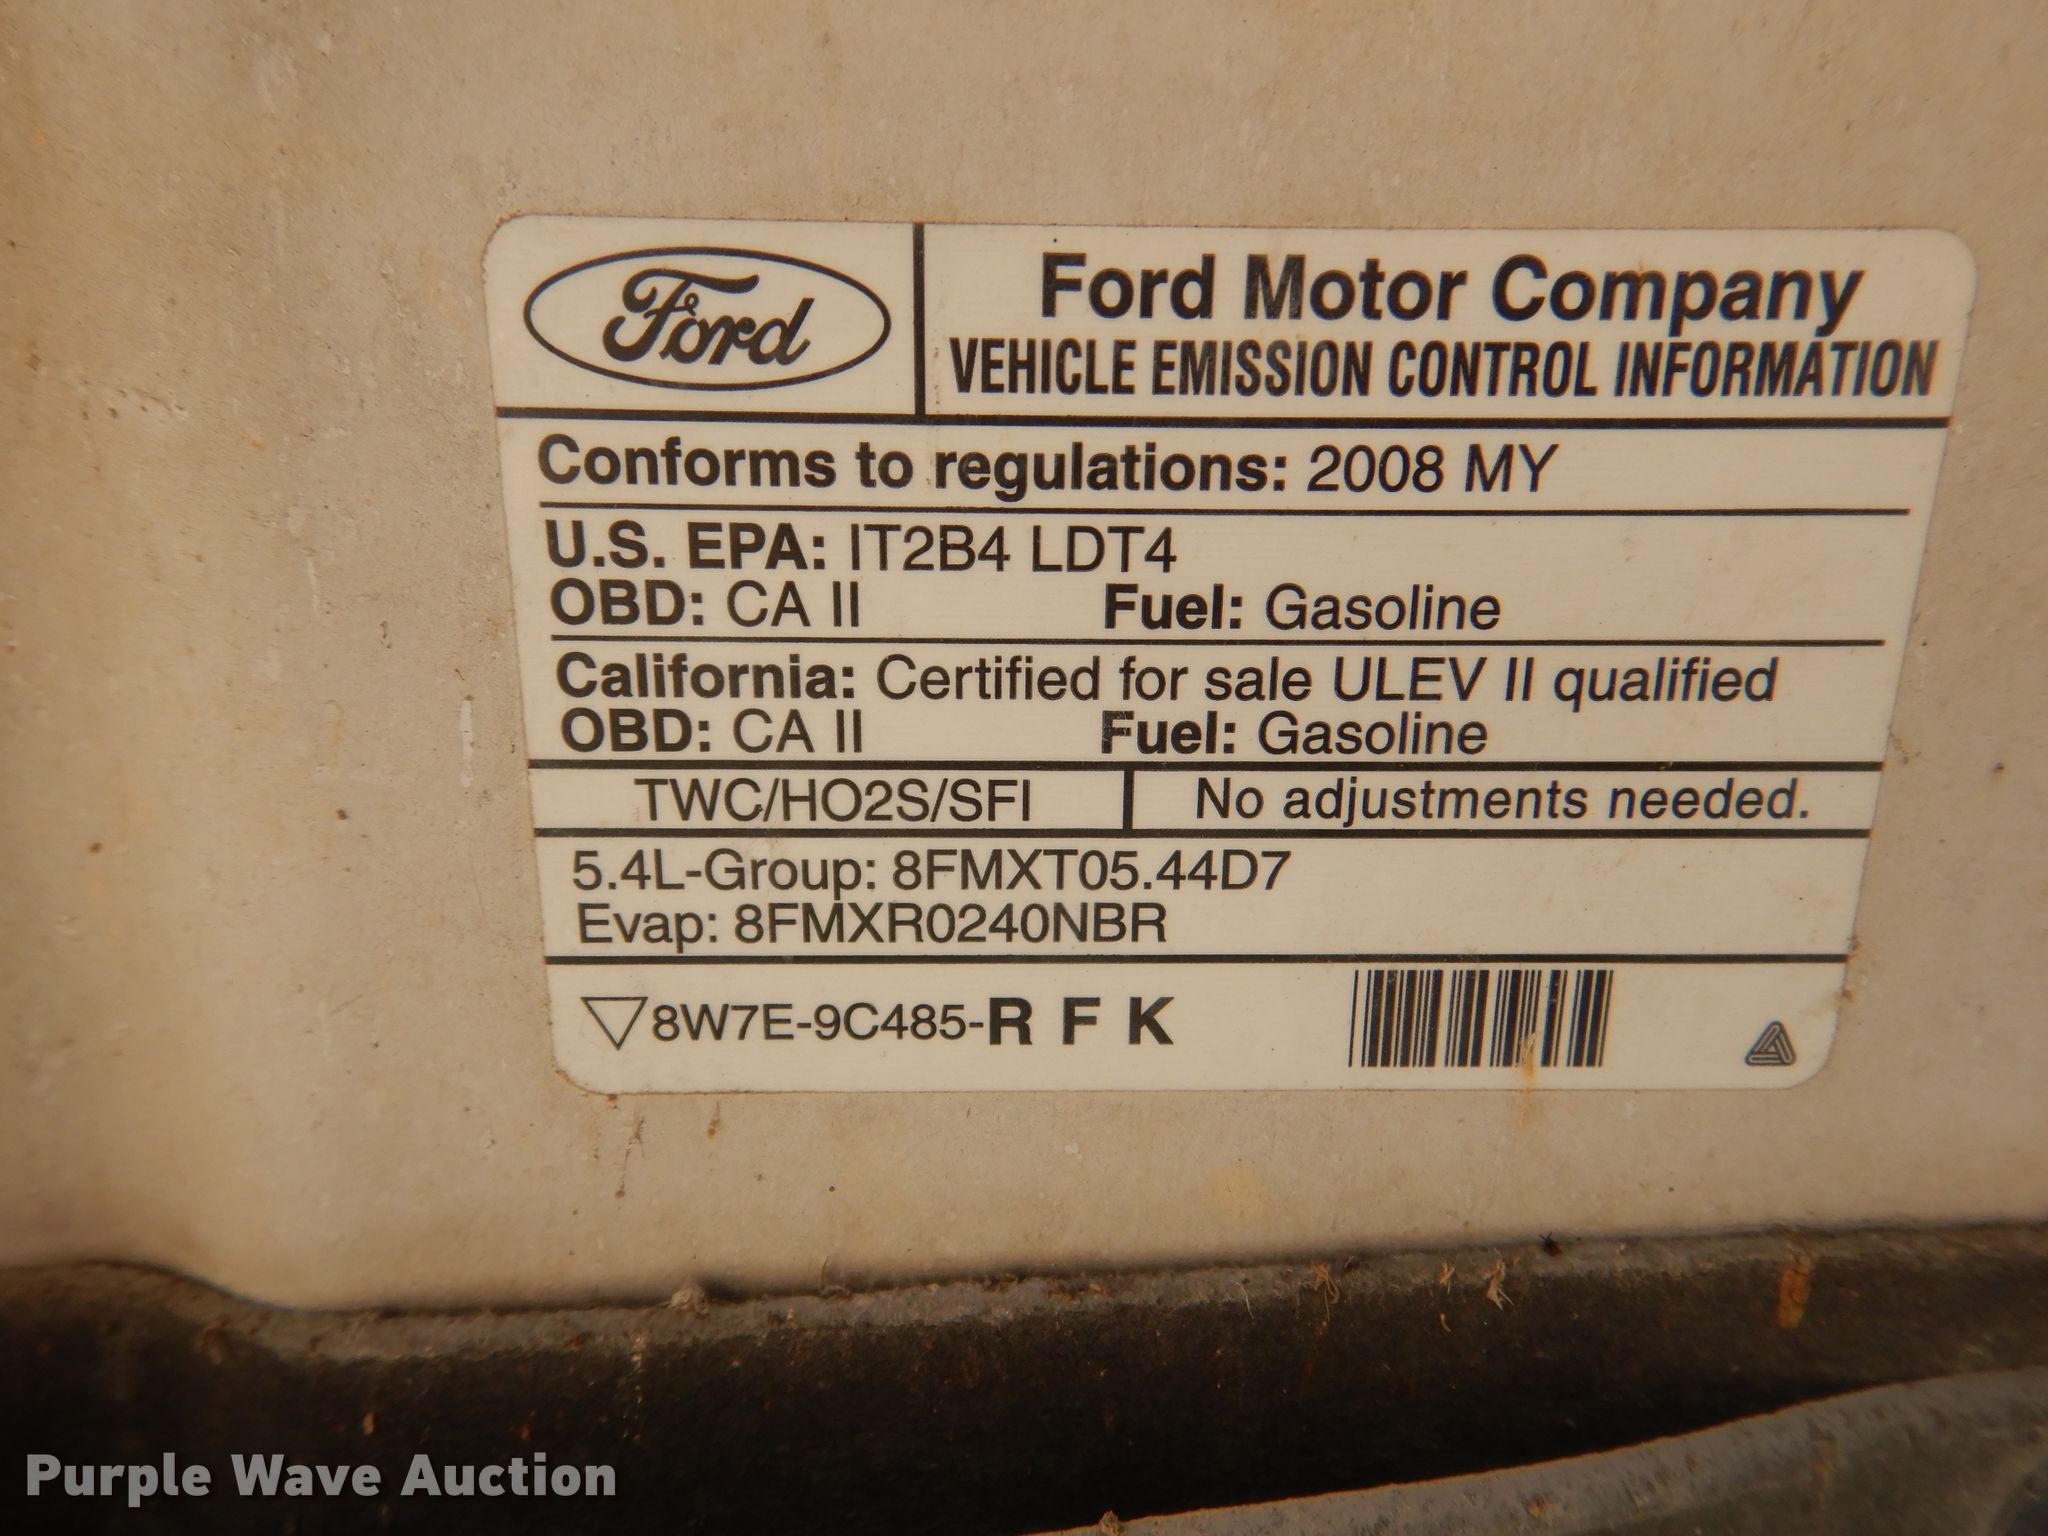 Ford
Ford Motor Company
VEHICLE EMISSION CONTROL INFORMATION
Conforms to regulations: 2008 MY
U.S. EPA: IT2B4 LDT4
OBD: CA II Fuel: Gasoline
California: Certified for sale ULEV II qualified
OBD: CA II Fuel: Gasoline
TWC/HO2S/SFI No adjustments needed.
5.4L-Group: 8FMXT05.44D7
Evap: 8FMXR0240NBR
8W7E-9C485-R F K
Purple Wave Auction